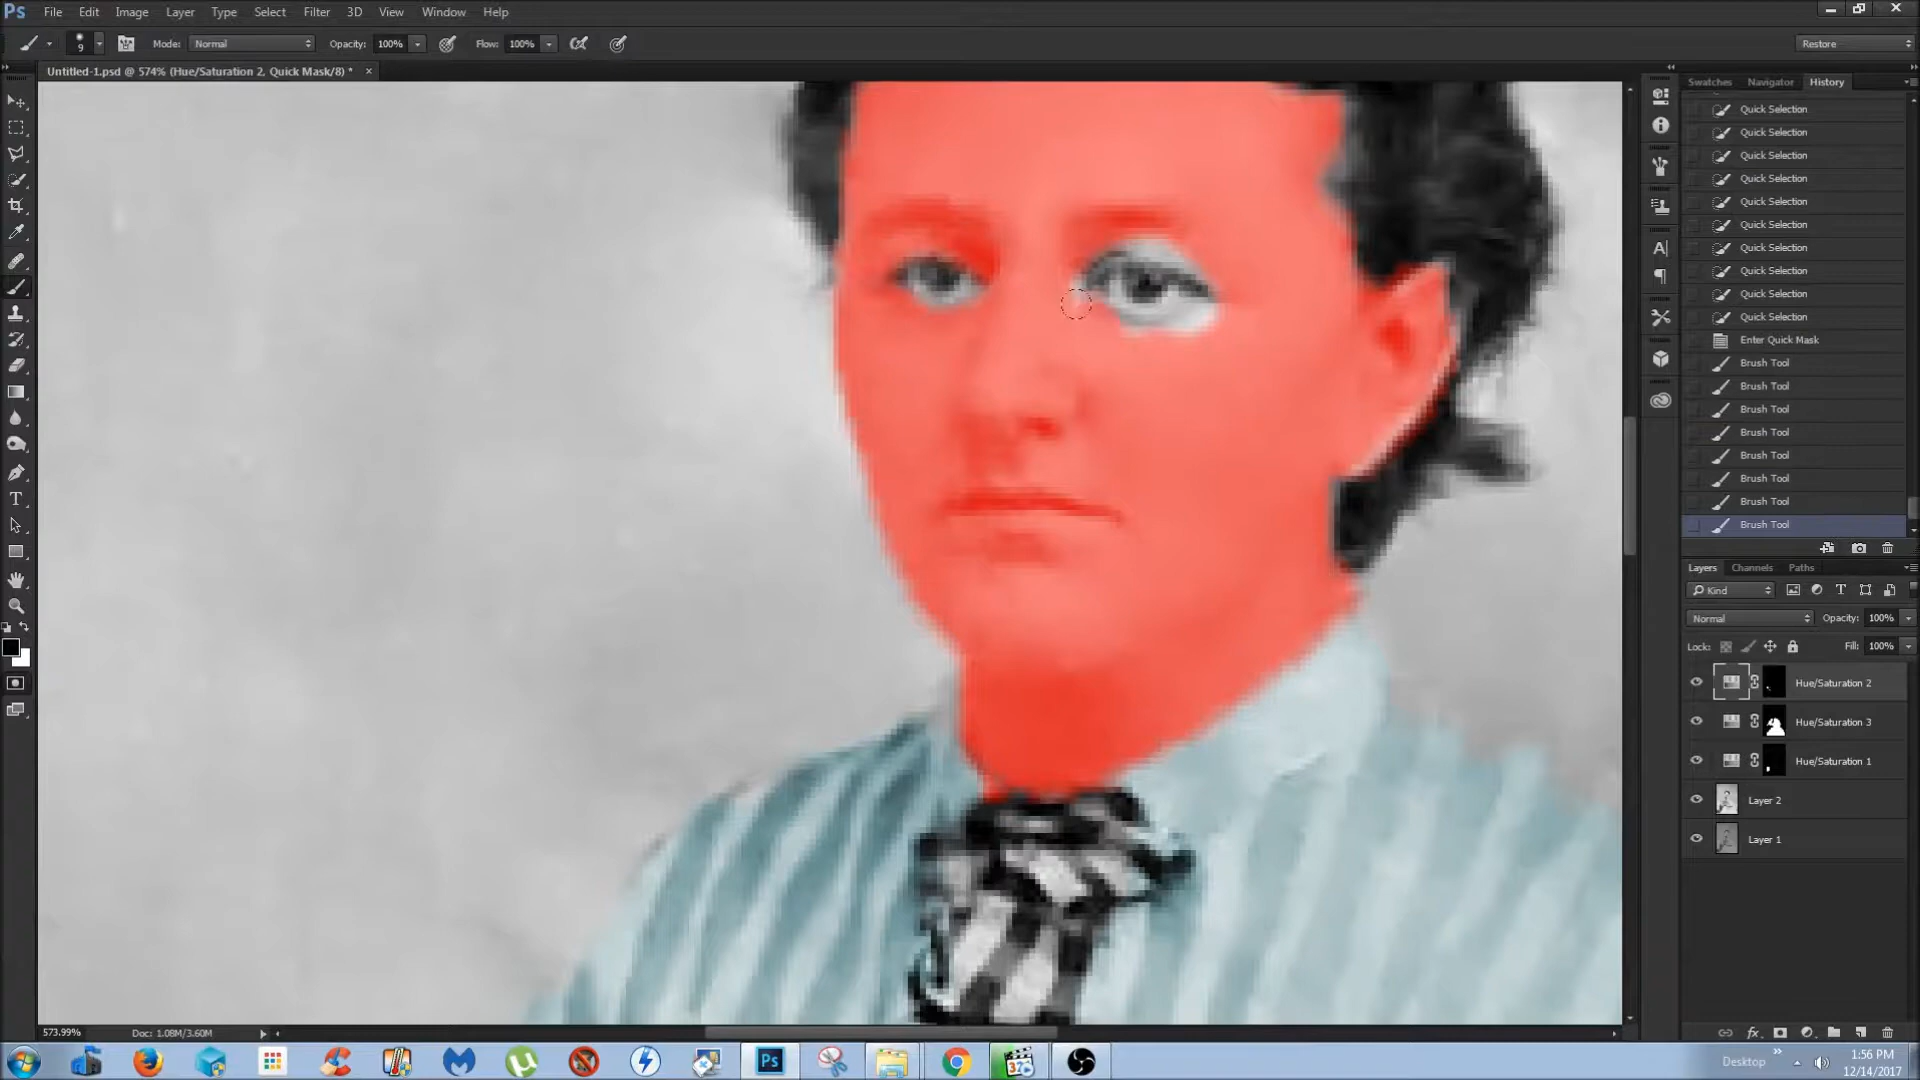 Ps File Edit Image Layer Type Select Filter 3D View Window Help
9 Mode: Normal Opacity: 100% Flow: 100% Restore
Untitled-1.psd @ 574% (Hue/Saturation 2, Quick Mask/8) * ×
Swatches Navigator History
Quick Selection
Quick Selection
Quick Selection
Quick Selection
Quick Selection
Quick Selection
Quick Selection
Quick Selection
Quick Selection
Quick Selection
Enter Quick Mask
Brush Tool
Brush Tool
Brush Tool
Brush Tool
Brush Tool
Brush Tool
Brush Tool
Brush Tool
Layers Channels Paths
Kind
Normal Opacity: 100%
Lock: Fill: 100%
Hue/Saturation 2
Hue/Saturation 3
Hue/Saturation 1
Layer 2
Layer 1
573.99% Doc: 1.08M/3.60M
fx
Ps 321 Desktop 1:56 PM
12/14/2017